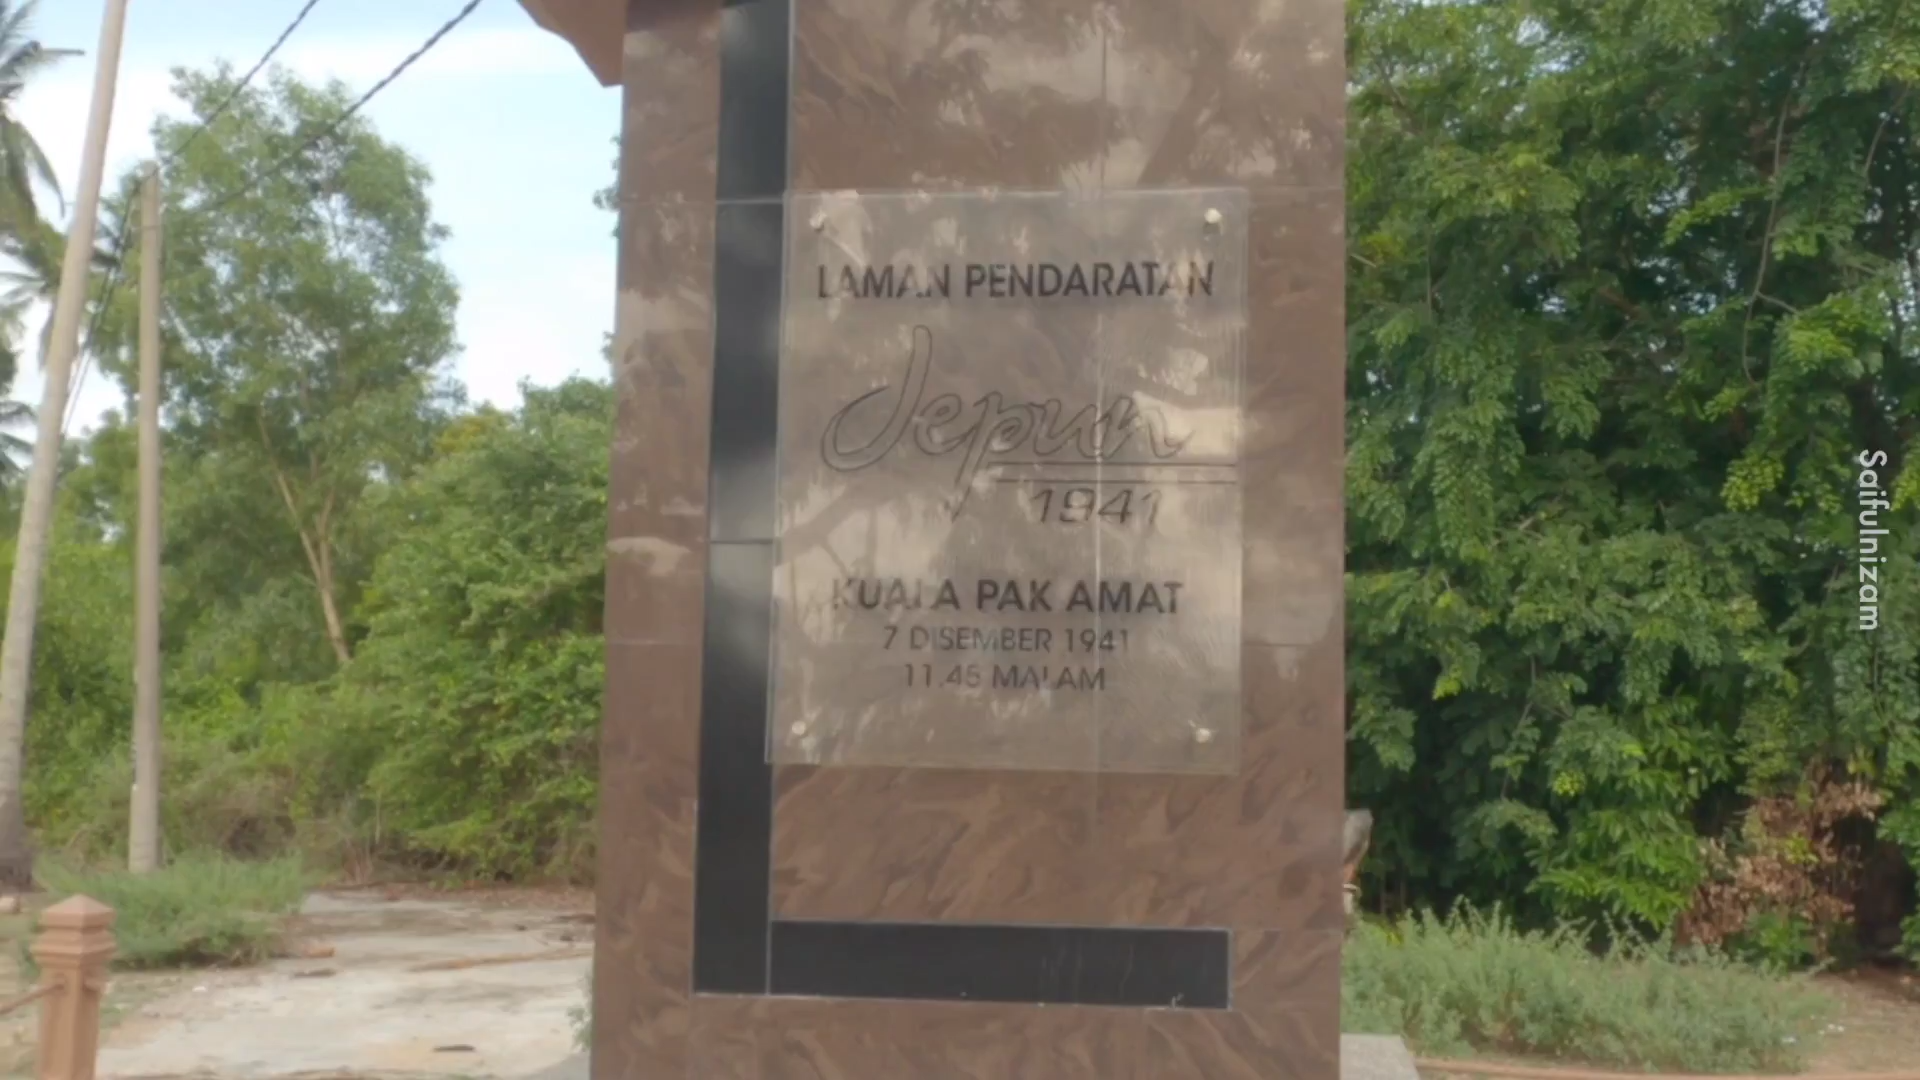 LAMAN PENDARATAN
Jepun
1941
KUALA PAK AMAT
7 DISEMBER 1941
11.45 MALAM
Saifulnizam